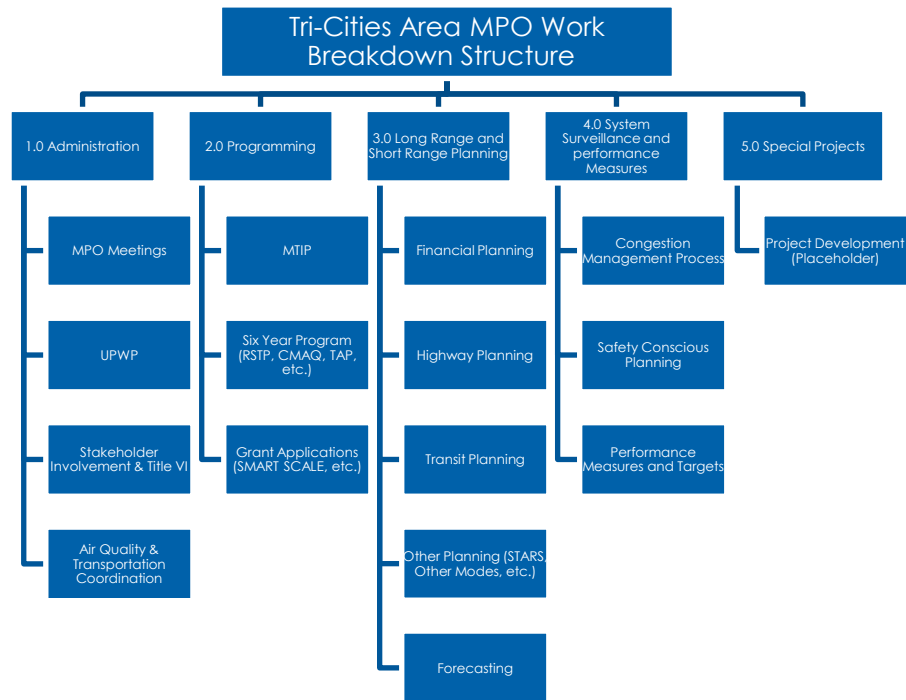 Tri-Cities Area MPO Work
Breakdown Structure
1.0 Administration
MPO Meetings
UPWP
Stakeholder
Involvement & Title VI
Air Quality &
Transportation
Coordination
2.0 Programming
MTIP
Six Year Program
(RSTP, CMAQ, TAP,
etc.)
Grant Applications
(SMART SCALE, etc.)
3.0 Long Range and
Short Range Planning
Financial Planning
Highway Planning
Transit Planning
Other Planning (STARS,
Other Modes, etc.)
Forecasting
4.0 System
Surveillance and
performance
Measures
Congestion
Management Process
Safety Conscious
Planning
Performance
Measures and Targets
5.0 Special Projects
Project Development
(Placeholder)